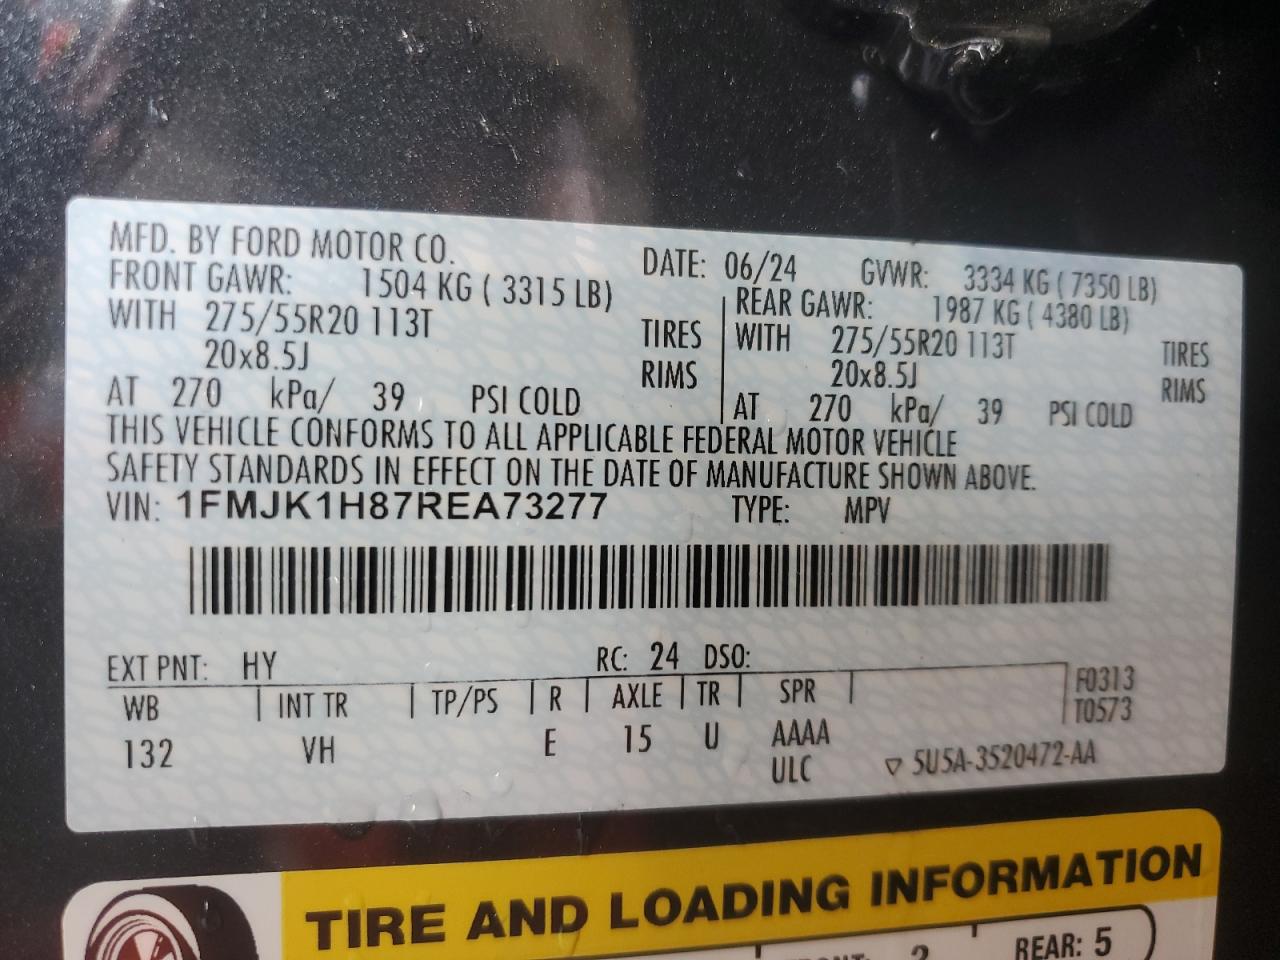 MFD. BY FORD MOTOR CO.
DATE: 06/24 GVWR: 3334 KG ( 7350 LB)
FRONT GAWR: 1504 KG ( 3315 LB)
REAR GAWR: 1987 KG ( 4380 LB)
WITH 275/55R20 113T TIRES
WITH 275/55R20 113T TIRES
20x8.5J RIMS
20x8.5J RIMS
AT 270 kPa/ 39 PSI COLD
AT 270 kPa/ 39 PSI COLD
THIS VEHICLE CONFORMS TO ALL APPLICABLE FEDERAL MOTOR VEHICLE
SAFETY STANDARDS IN EFFECT ON THE DATE OF MANUFACTURE SHOWN ABOVE.
VIN: 1FMJK1H87REA73277 TYPE: MPV
EXT PNT: HY RC: 24 DSO:
WB INT TR TP/PS R AXLE TR SPR F0313
T0573
132 VH E 15 U AAAA
ULC ▽ 5U5A-3520472-AA
TIRE AND LOADING INFORMATION
REAR: 5